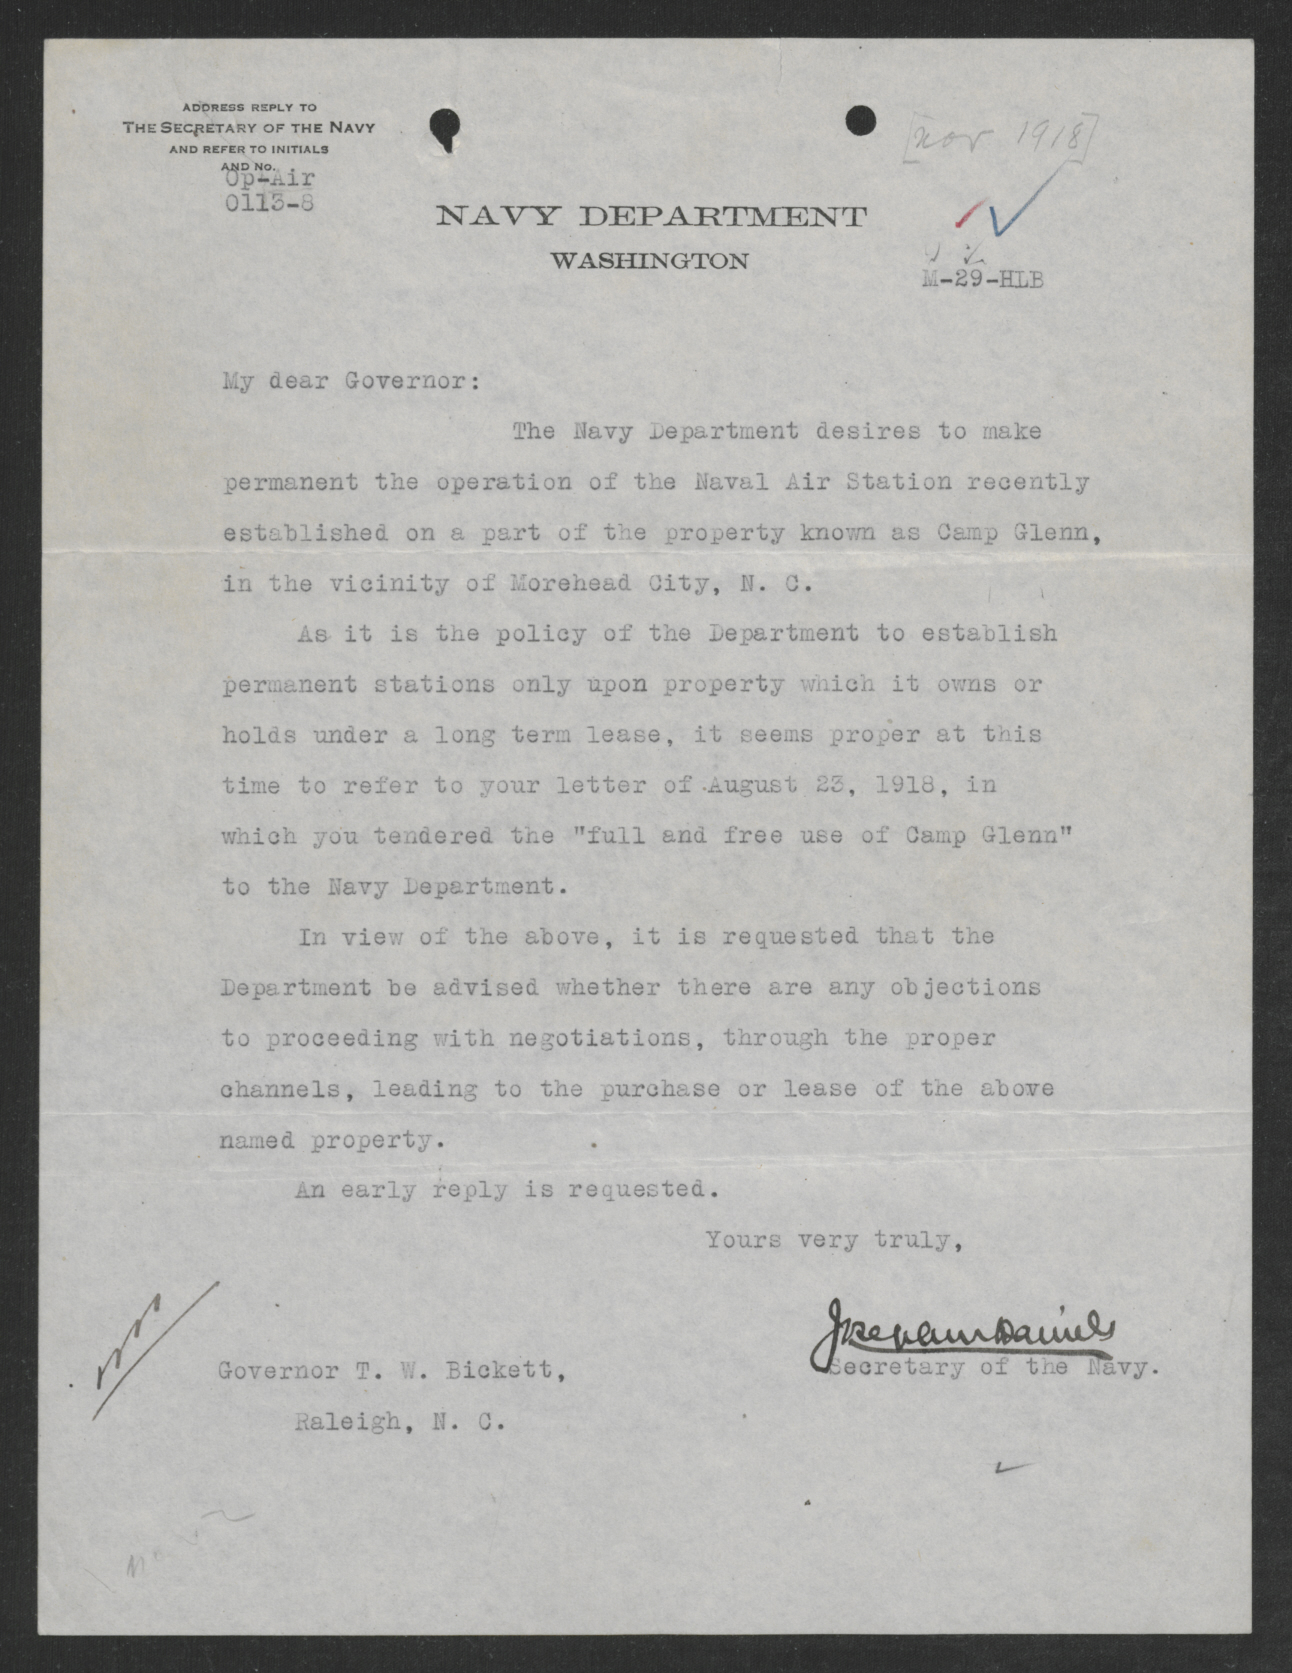 ADDRESS REPLY TO
THE SECRETARY OF THE NAVY
AND REFER TO INITIALS
AND NO.
Op-Air
0113-8
[Nov 1918]
NAVY DEPARTMENT
WASHINGTON
M-29-HLB
My dear Governor:
The Navy Department desires to make
permanent the operation of the Naval Air Station recently
established on a part of the property known as Camp Glenn,
in the vicinity of Morehead City, N. C.
As it is the policy of the Department to establish
permanent stations only upon property which it owns or
holds under a long term lease, it seems proper at this
time to refer to your letter of August 23, 1918, in
which you tendered the "full and free use of Camp Glenn"
to the Navy Department.
In view of the above, it is requested that the
Department be advised whether there are any objections
to proceeding with negotiations, through the proper
channels, leading to the purchase or lease of the above
named property.
An early reply is requested.
Yours very truly,
Josephus Daniels
Secretary of the Navy.
Governor T. W. Bickett,
Raleigh, N. C.